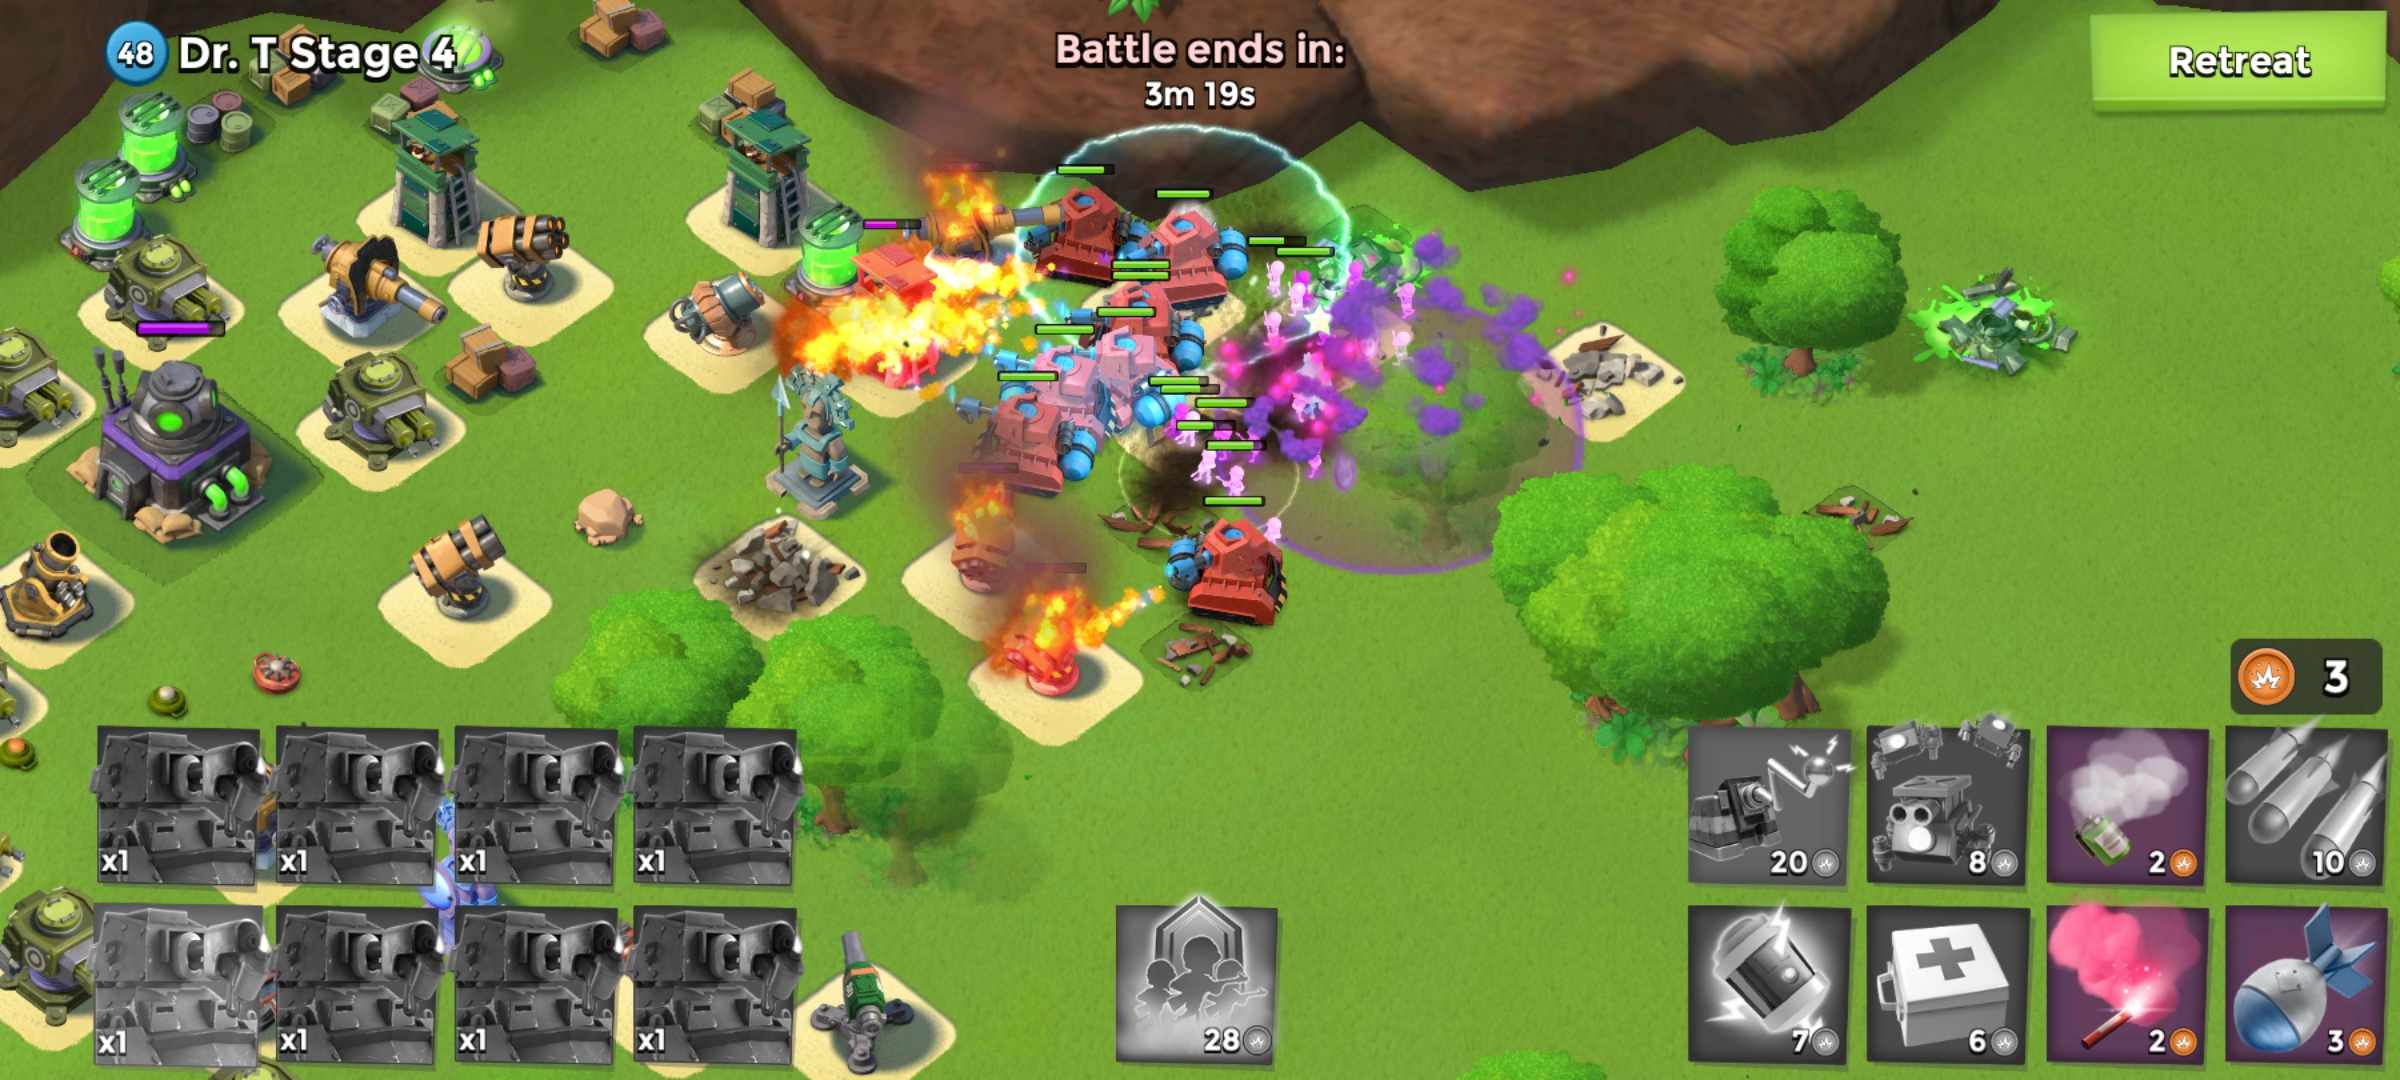 48 Dr. T Stage 4
Battle ends in:
3m 19s
Retreat
3
x1 x1 x1 x1
20 8 2 10
x1 x1 x1 x1
28
7 6 2 3